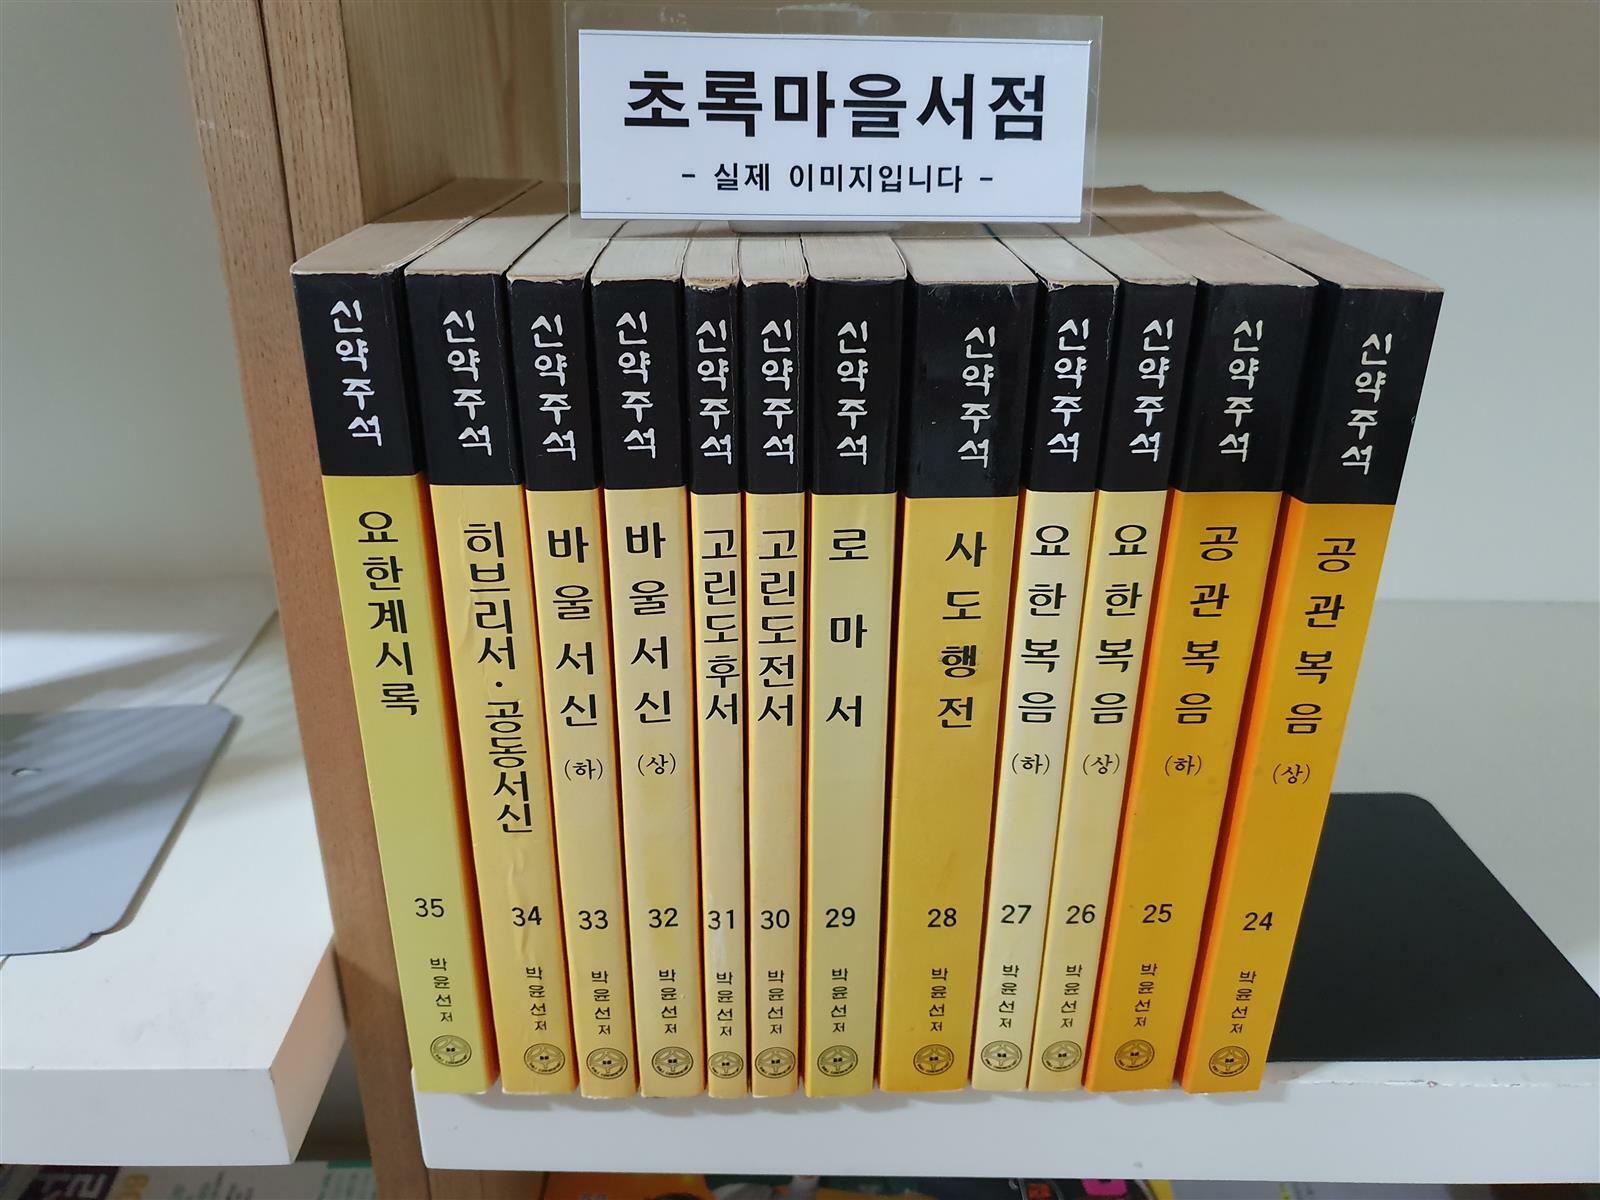 초록마을서점
- 실제 이미지입니다 -
신약주석
요한계시록
35
박윤선 저
신약주석
히브리서·공동서신
34
박윤선 저
신약주석
바울서신
(하)
33
박윤선 저
신약주석
바울서신
(상)
32
박윤선 저
신약주석
고린도후서
31
박윤선 저
신약주석
고린도전서
30
박윤선 저
신약주석
로마서
29
박윤선 저
신약주석
사도행전
28
박윤선 저
신약주석
요한복음
(하)
27
박윤선 저
신약주석
요한복음
(상)
26
박윤선 저
신약주석
공관복음
(하)
25
박윤선 저
신약주석
공관복음
(상)
24
박윤선 저